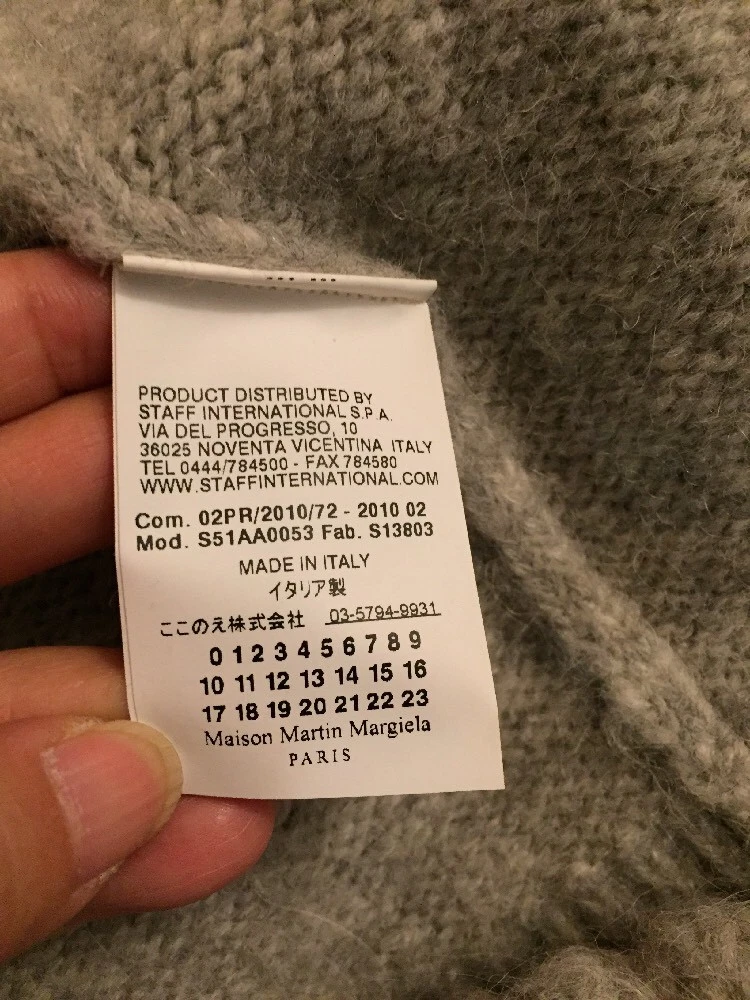 PRODUCT DISTRIBUTED BY
STAFF INTERNATIONAL S.P.A.
VIA DEL PROGRESSO, 10
36025 NOVENTA VICENTINA ITALY
TEL 0444/784500 - FAX 784580
WWW.STAFFINTERNATIONAL.COM
Com. 02PR/2010/72 - 2010 02
Mod. S51AA0053 Fab. S13803
MADE IN ITALY
イタリア製
ここのえ株式会社 03-5794-9931
0 1 2 3 4 5 6 7 8 9
10 11 12 13 14 15 16
17 18 19 20 21 22 23
Maison Martin Margiela
PARIS